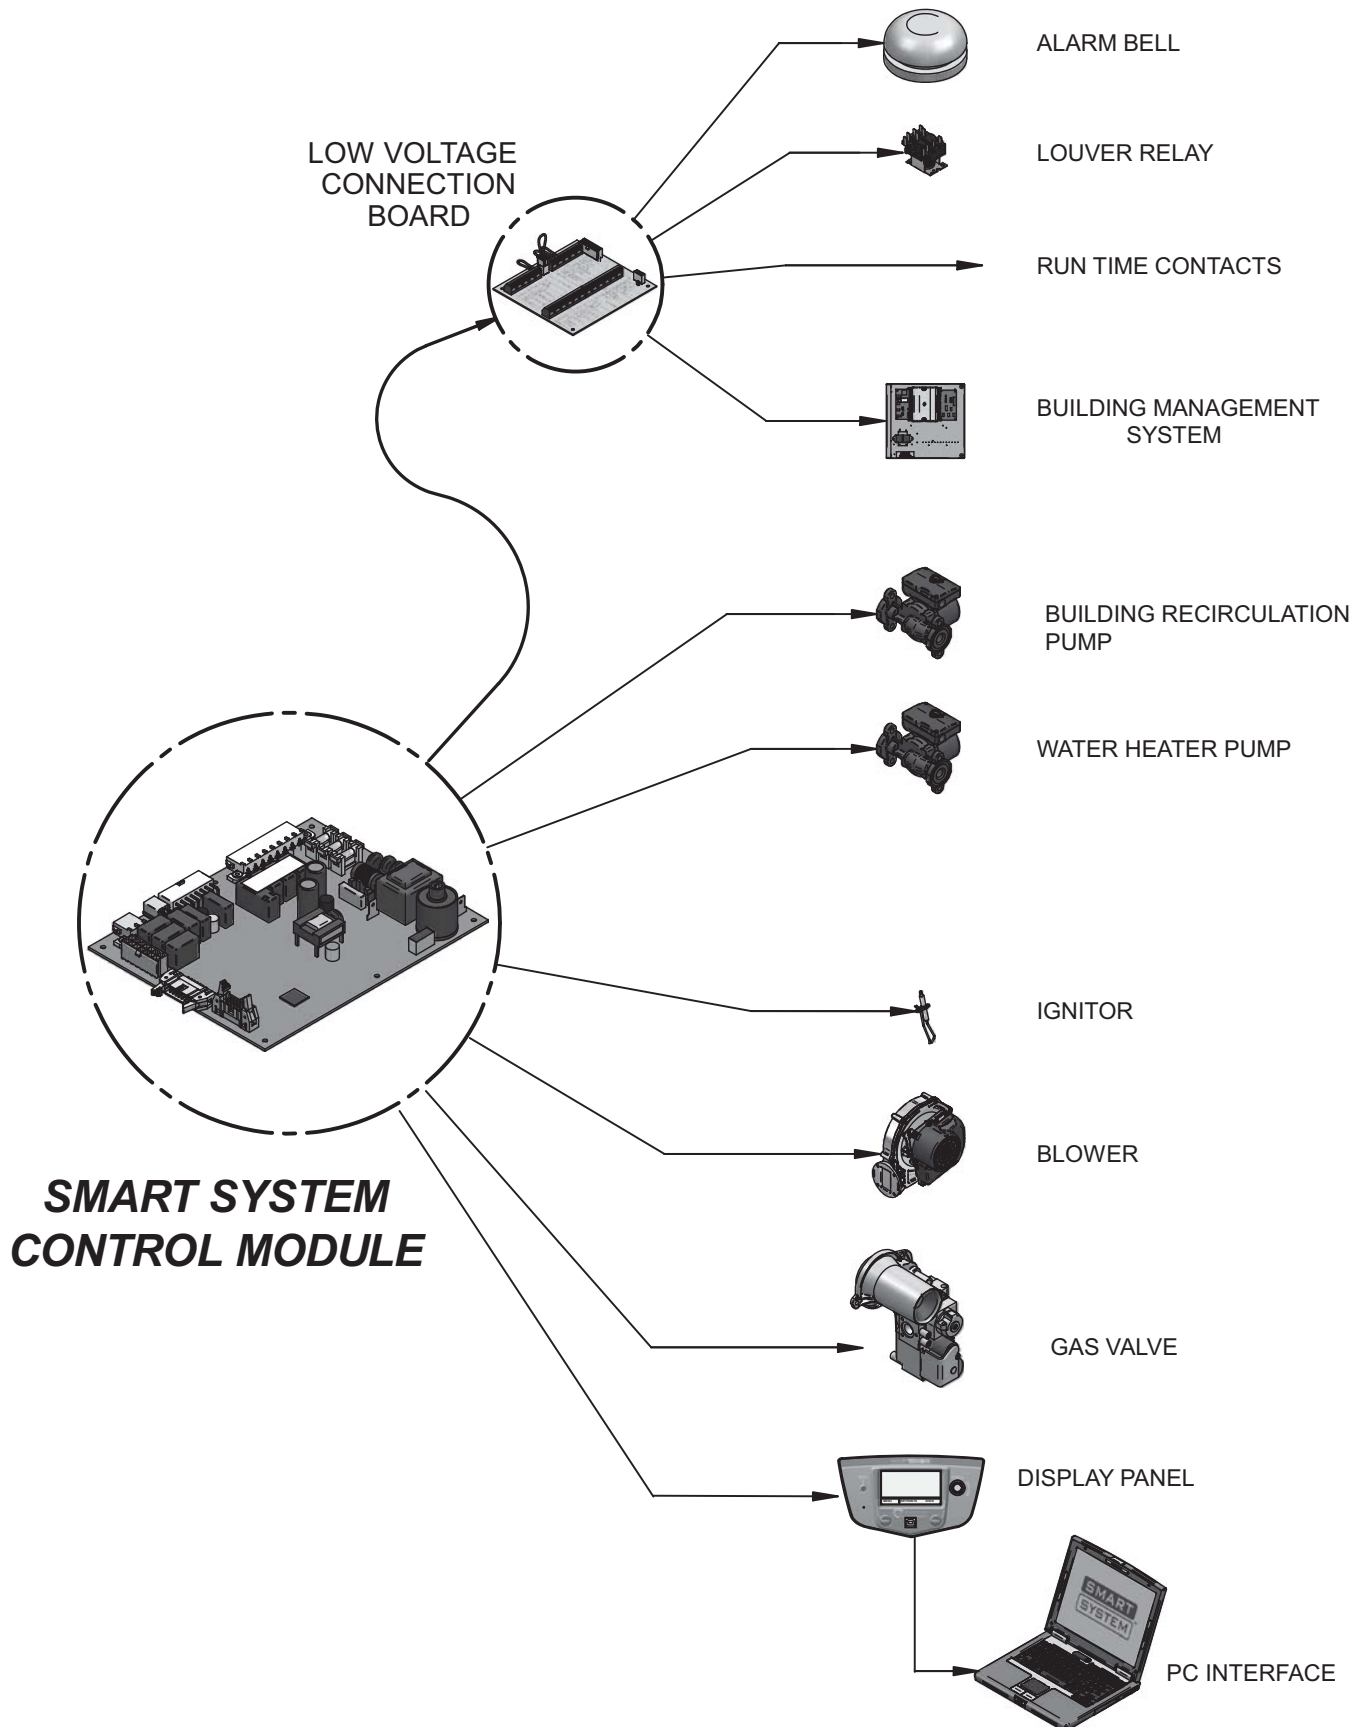 ALARM BELL
LOW VOLTAGE
CONNECTION
BOARD
LOUVER RELAY
RUN TIME CONTACTS
BUILDING MANAGEMENT
SYSTEM
BUILDING RECIRCULATION
PUMP
WATER HEATER PUMP
IGNITOR
BLOWER
SMART SYSTEM
CONTROL MODULE
GAS VALVE
DISPLAY PANEL
SMART
SYSTEM
PC INTERFACE